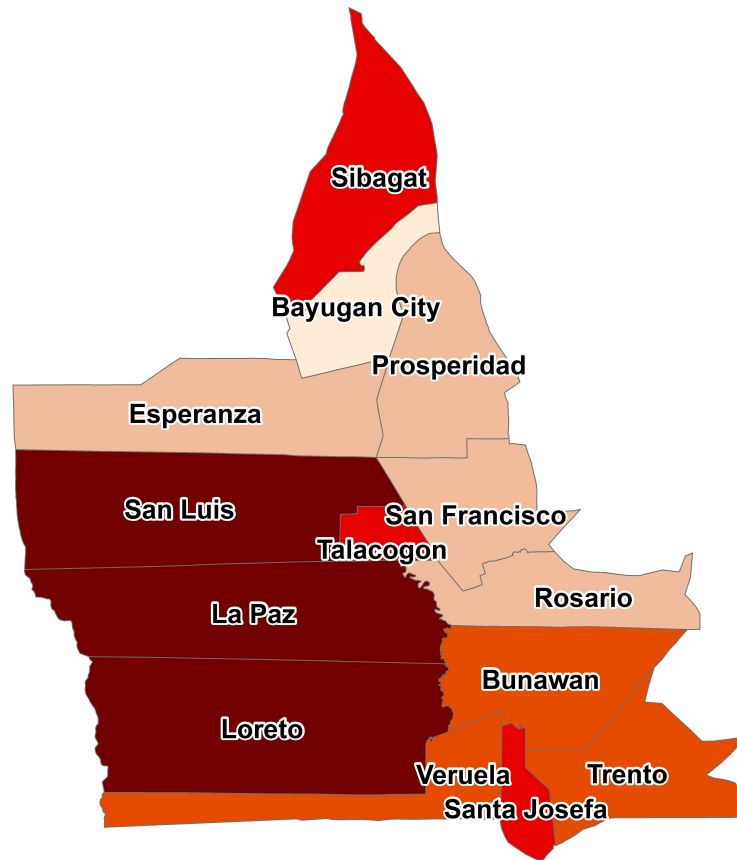 Sibagat
Bayugan City
Prosperidad
Esperanza
San Luis
San Francisco
Talacogon
Rosario
La Paz
Bunawan
Loreto
Veruela
Trento
Santa Josefa